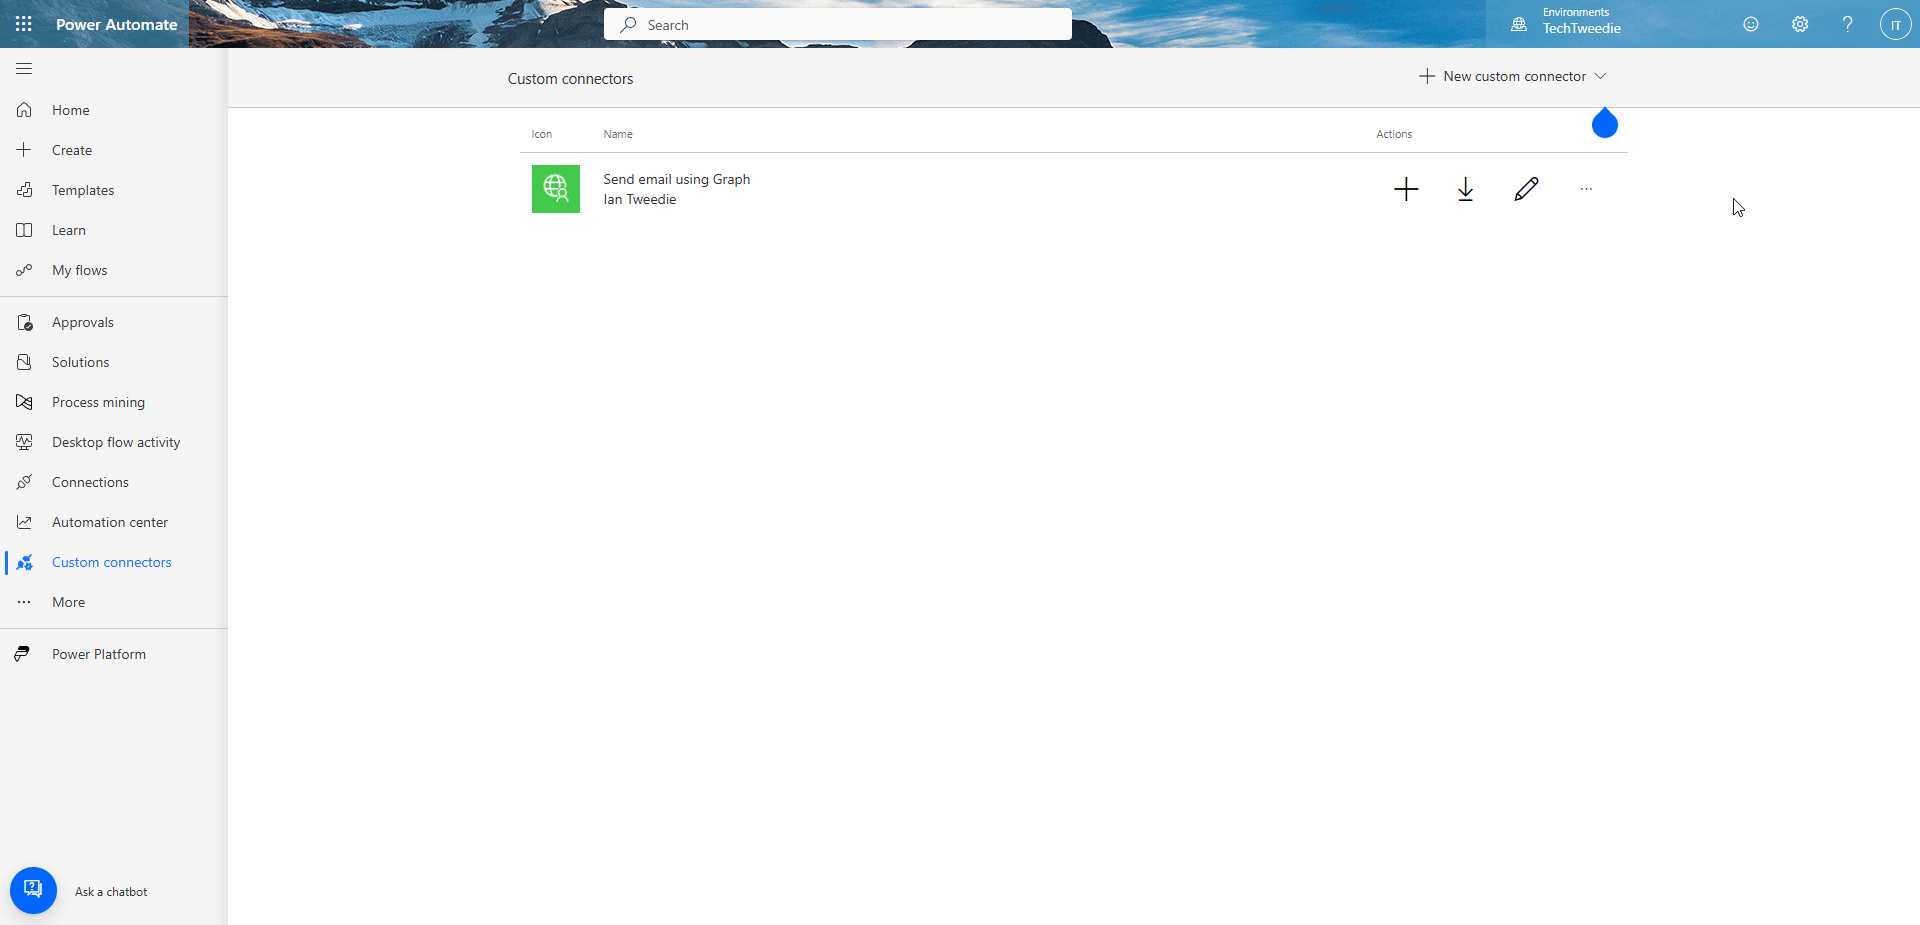 Power Automate
Search
Environments
TechTweedie
IT
Home
Create
Templates
Learn
My flows
Approvals
Solutions
Process mining
Desktop flow activity
Connections
Automation center
Custom connectors
More
Power Platform
Ask a chatbot
Custom connectors
New custom connector
Icon Name Actions
Send email using Graph
Ian Tweedie